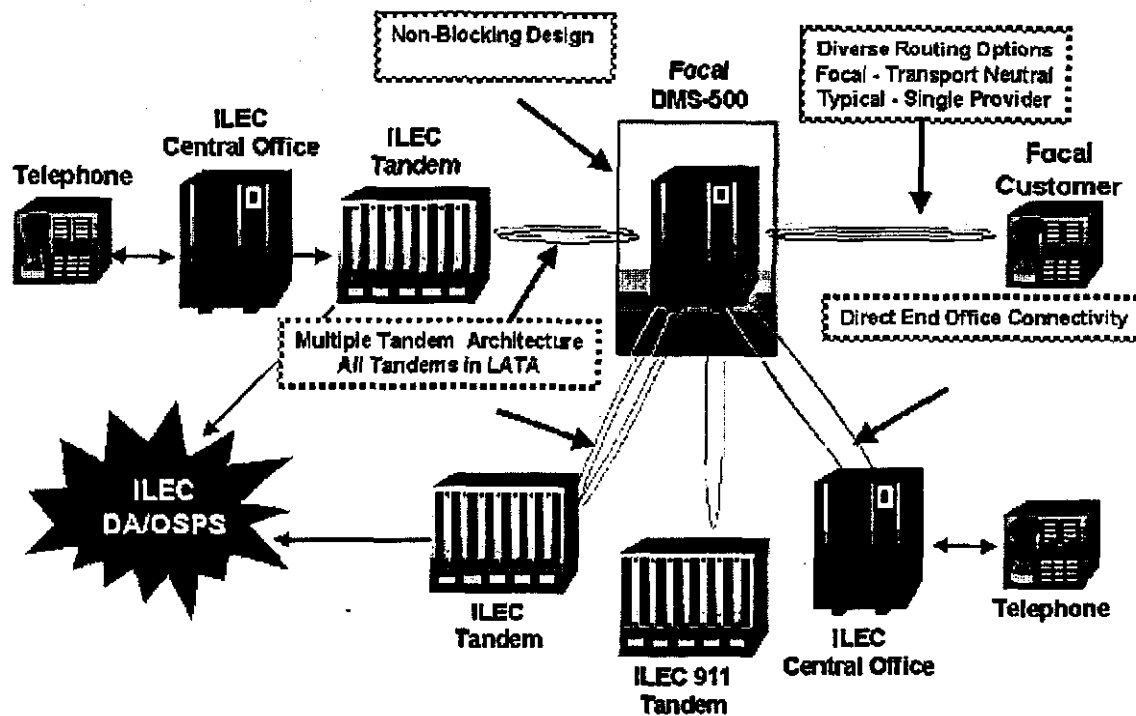 Non-Blocking Design
Focal
DMS-500
Diverse Routing Options
Focal - Transport Neutral
Typical - Single Provider
ILEC
Central Office
ILEC
Tandem
Telephone
Focal
Customer
Multiple Tandem Architecture
All Tandems in LATA
Direct End Office Connectivity
ILEC
DA/OSPS
ILEC
Tandem
ILEC 911
Tandem
ILEC
Central Office
Telephone